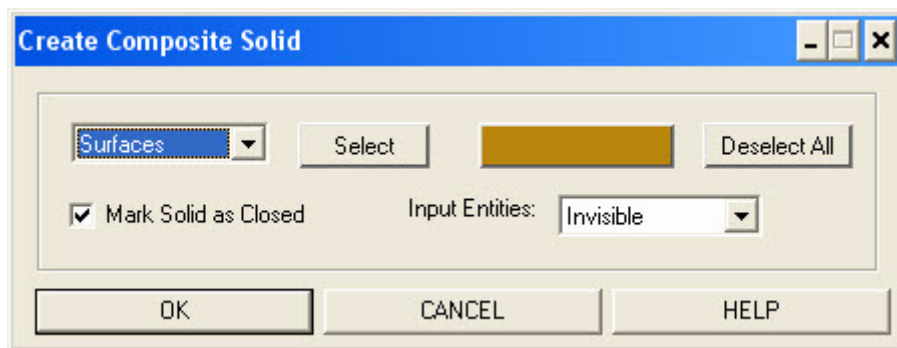 Create Composite Solid
Surfaces Select Deselect All
Mark Solid as Closed Input Entities: Invisible
OK CANCEL HELP